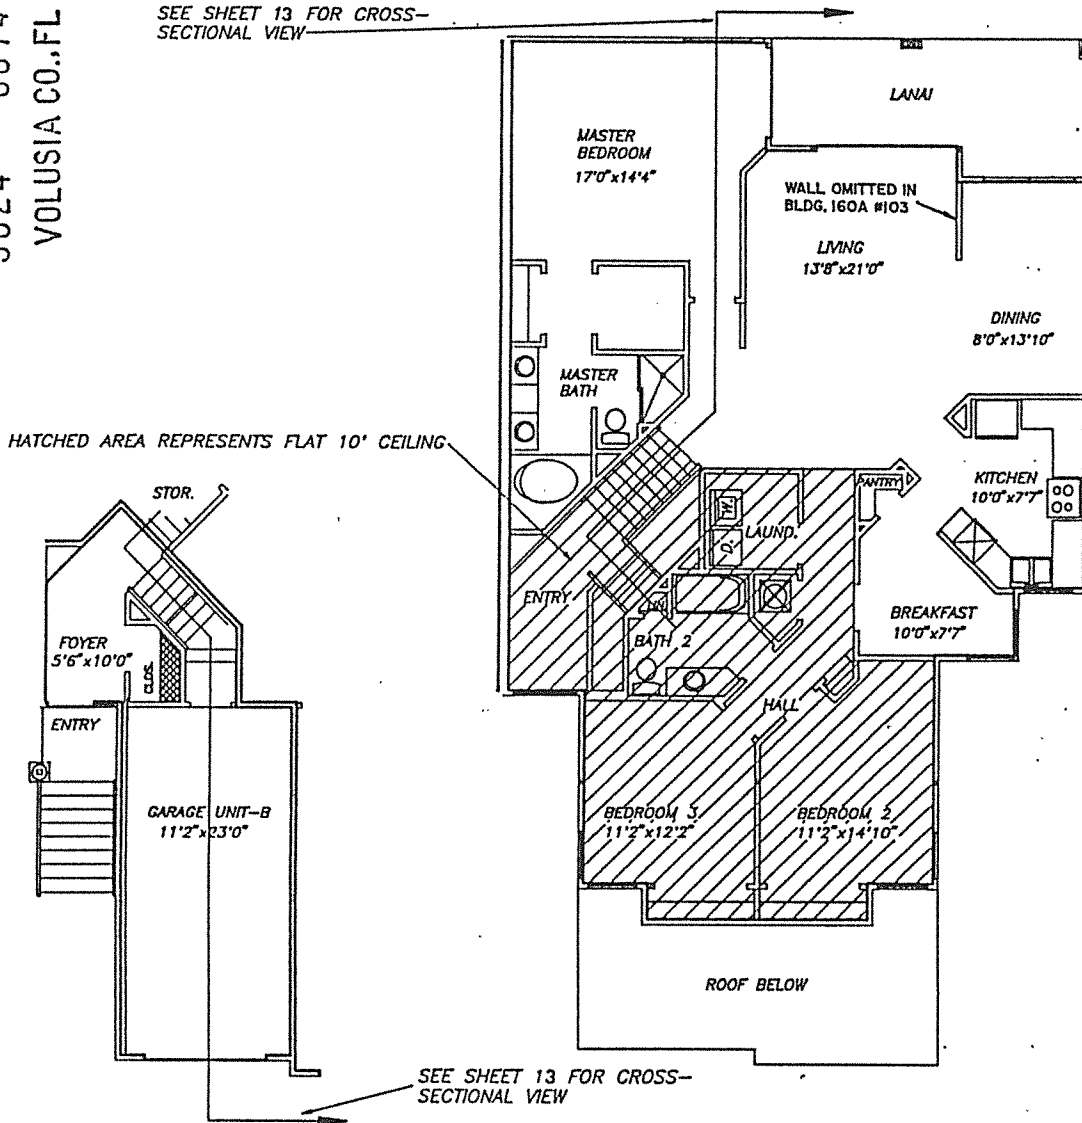 SEE SHEET 13 FOR CROSS-
SECTIONAL VIEW
VOLUSIA CO.,FL
LANAI
MASTER
BEDROOM
17'0"x14'4"
WALL OMITTED IN
BLDG. 160A #103
LIVING
13'8"x21'0"
DINING
8'0"x13'10"
MASTER
BATH
HATCHED AREA REPRESENTS FLAT 10' CEILING
STOR.
PANTRY
KITCHEN
10'0"x7'7"
W.
D.
LAUND.
ENTRY
LIN.
BREAKFAST
10'0"x7'7"
BATH 2
FOYER
5'6"x10'0"
CLOS.
HALL
ENTRY
GARAGE UNIT-B
11'2"x23'0"
BEDROOM 3
11'2"x12'2"
BEDROOM 2
11'2"x14'10"
ROOF BELOW
SEE SHEET 13 FOR CROSS-
SECTIONAL VIEW